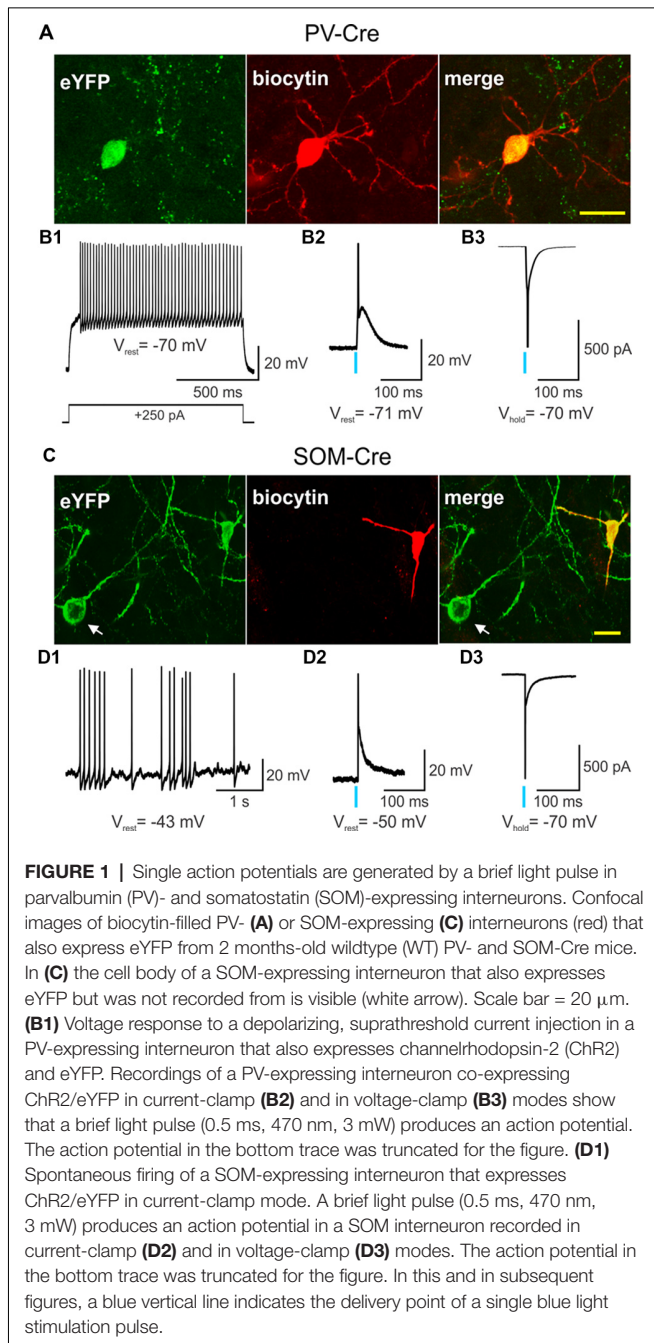 A
PV-Cre
eYFP
biocytin
merge
B1
B2
B3
Vrest= -70 mV
20 mV
500 ms
+250 pA
20 mV
100 ms
Vrest= -71 mV
500 pA
100 ms
Vhold= -70 mV
C
SOM-Cre
eYFP
biocytin
merge
D1
D2
D3
20 mV
1 s
Vrest= -43 mV
20 mV
100 ms
Vrest= -50 mV
500 pA
100 ms
Vhold= -70 mV
FIGURE 1 | Single action potentials are generated by a brief light pulse in
parvalbumin (PV)- and somatostatin (SOM)-expressing interneurons. Confocal
images of biocytin-filled PV- (A) or SOM-expressing (C) interneurons (red) that
also express eYFP from 2 months-old wildtype (WT) PV- and SOM-Cre mice.
In (C) the cell body of a SOM-expressing interneuron that also expresses
eYFP but was not recorded from is visible (white arrow). Scale bar = 20 μm.
(B1) Voltage response to a depolarizing, suprathreshold current injection in a
PV-expressing interneuron that also expresses channelrhodopsin-2 (ChR2)
and eYFP. Recordings of a PV-expressing interneuron co-expressing
ChR2/eYFP in current-clamp (B2) and in voltage-clamp (B3) modes show
that a brief light pulse (0.5 ms, 470 nm, 3 mW) produces an action potential.
The action potential in the bottom trace was truncated for the figure. (D1)
Spontaneous firing of a SOM-expressing interneuron that expresses
ChR2/eYFP in current-clamp mode. A brief light pulse (0.5 ms, 470 nm,
3 mW) produces an action potential in a SOM interneuron recorded in
current-clamp (D2) and in voltage-clamp (D3) modes. The action potential in
the bottom trace was truncated for the figure. In this and in subsequent
figures, a blue vertical line indicates the delivery point of a single blue light
stimulation pulse.